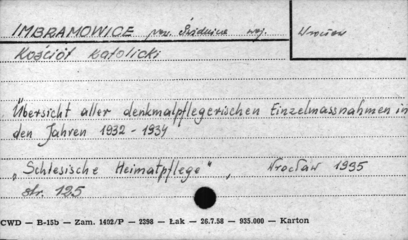 IMBRAMOWICE pow. Świdnica woj. Wrocław
Kościół katolicki
Übersicht aller denkmalpflegerischen Einzelmassnahmen in
den Jahren 1932 - 1934
"Schlesische Heimatpflege", Wrocław 1935
str. 125
CWD — B-15b — Zam. 1402/P — 2398 — Łak — 26.7.58 — 935.000 — Karton